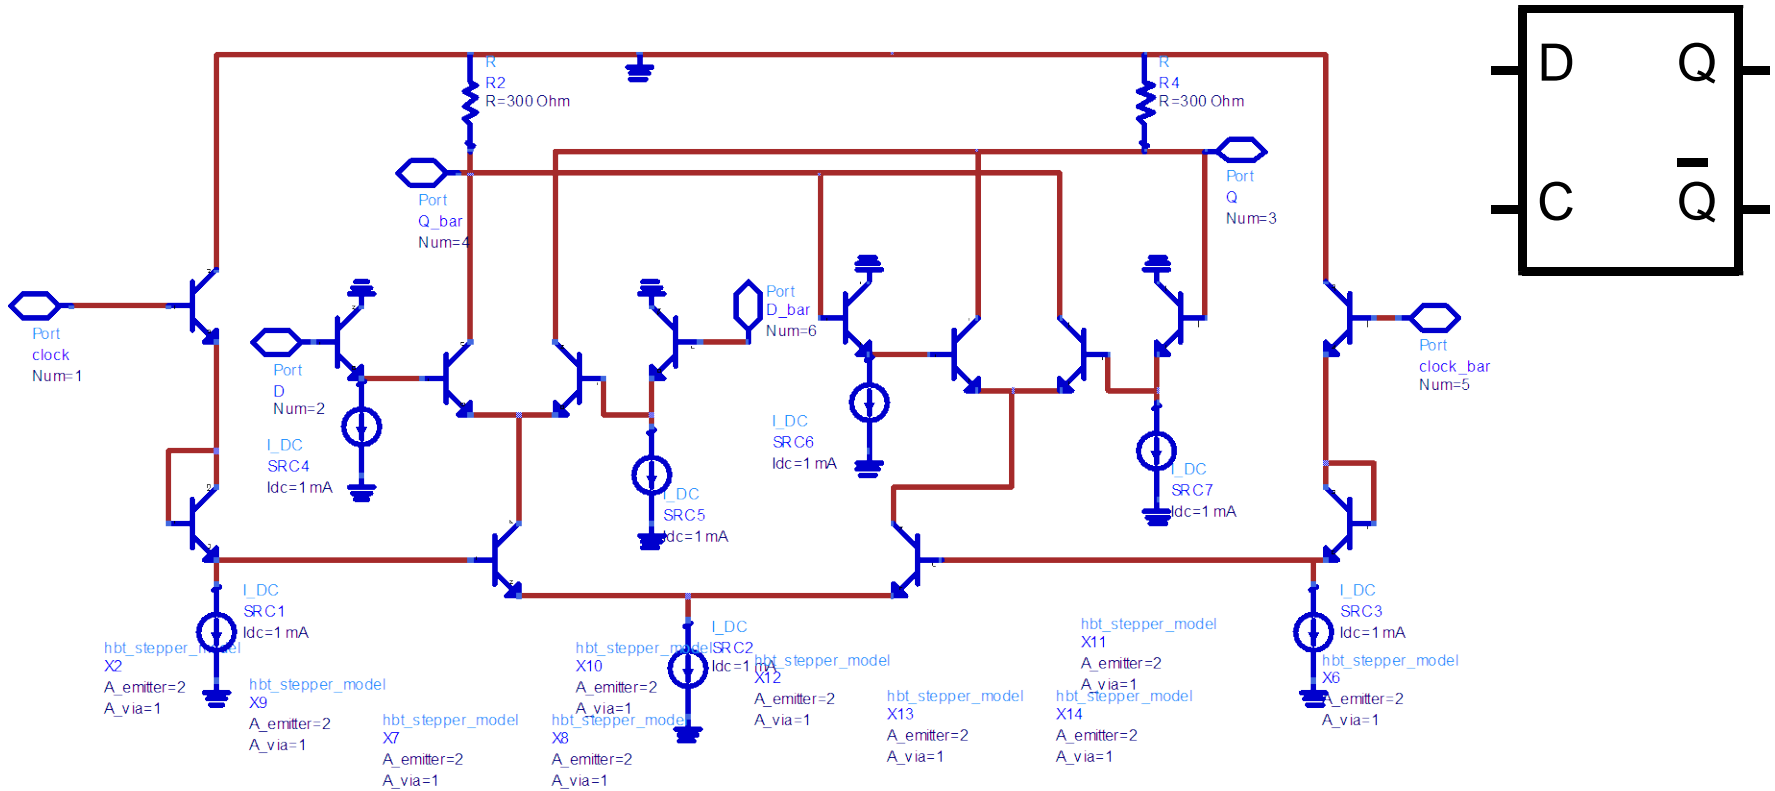 R
R2
R=300 Ohm
R
R4
R=300 Ohm
D
Q
C
Q
Port
Q_bar
Num=4
Port
Q
Num=3
Port
clock
Num=1
Port
D
Num=2
Port
D_bar
Num=6
Port
clock_bar
Num=5
I_DC
SRC4
Idc=1 mA
I_DC
SRC5
Idc=1 mA
I_DC
SRC6
Idc=1 mA
I_DC
SRC7
Idc=1 mA
I_DC
SRC1
Idc=1 mA
I_DC
SRC2
Idc=1 mA
I_DC
SRC3
Idc=1 mA
hbt_stepper_model
X2
A_emitter=2
A_via=1
hbt_stepper_model
X9
A_emitter=2
A_via=1
hbt_stepper_model
X7
A_emitter=2
A_via=1
hbt_stepper_model
X10
A_emitter=2
A_via=1
hbt_stepper_model
X8
A_emitter=2
A_via=1
hbt_stepper_model
X12
A_emitter=2
A_via=1
hbt_stepper_model
X13
A_emitter=2
A_via=1
hbt_stepper_model
X11
A_emitter=2
A_via=1
hbt_stepper_model
X14
A_emitter=2
A_via=1
hbt_stepper_model
X6
A_emitter=2
A_via=1